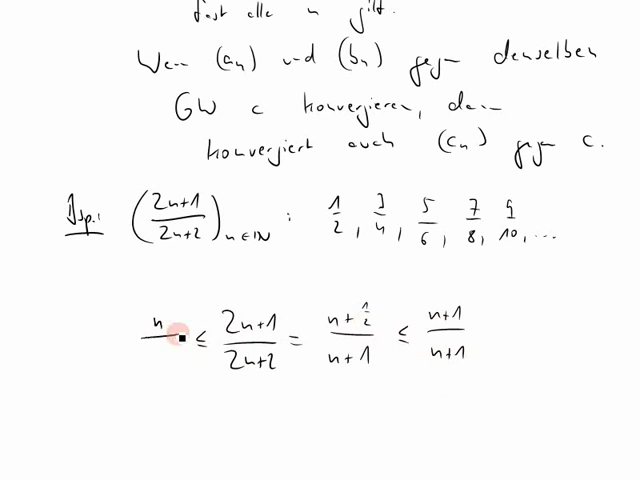 fast alle n gilt.
Wenn (an) und (bn) gegen denselben
GW c konvergieren, dann
konvergiert auch (cn) gegen c.
Bsp.: ((2n+1)/(2n+2))n∈ℕ : 1/2, 3/4, 5/6, 7/8, 9/10, ...
n/ ≤ (2n+1)/(2n+2) = (n+1/2)/(n+1) ≤ (n+1)/(n+1)